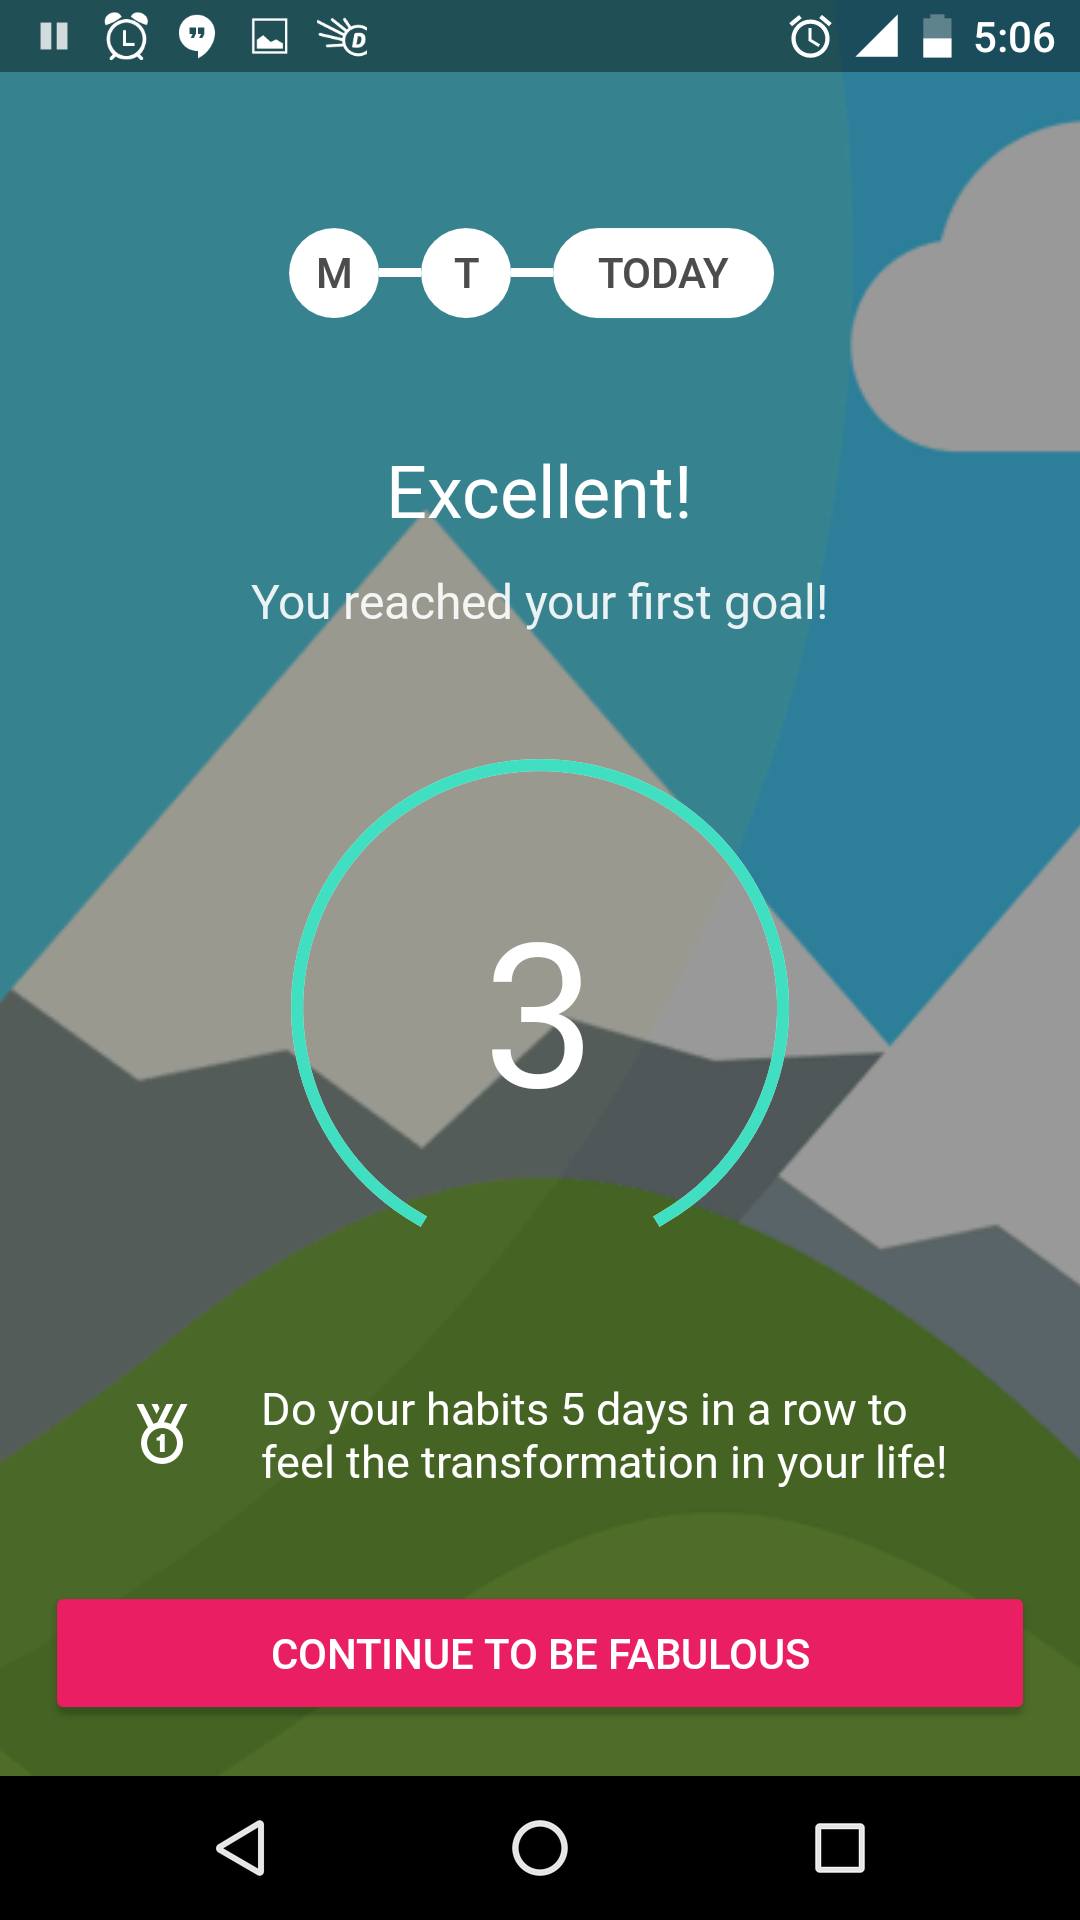 5:06
M T TODAY
Excellent!
You reached your first goal!
3
Do your habits 5 days in a row to
feel the transformation in your life!
CONTINUE TO BE FABULOUS